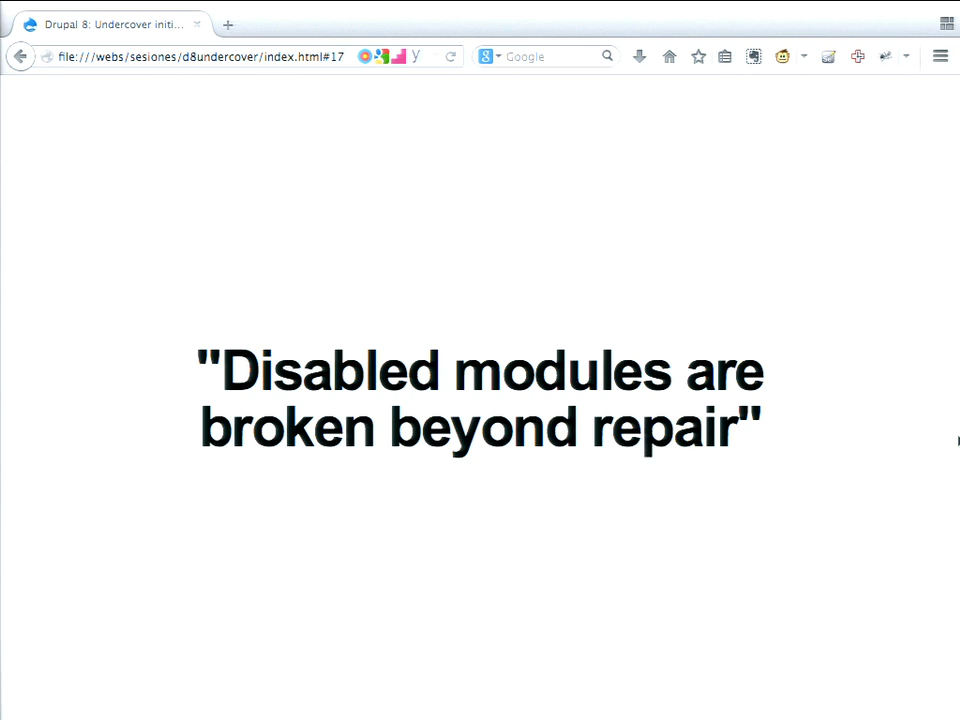 Drupal 8: Undercover initi...
file:///webs/sesiones/d8undercover/index.html#17
Google
"Disabled modules are
broken beyond repair"